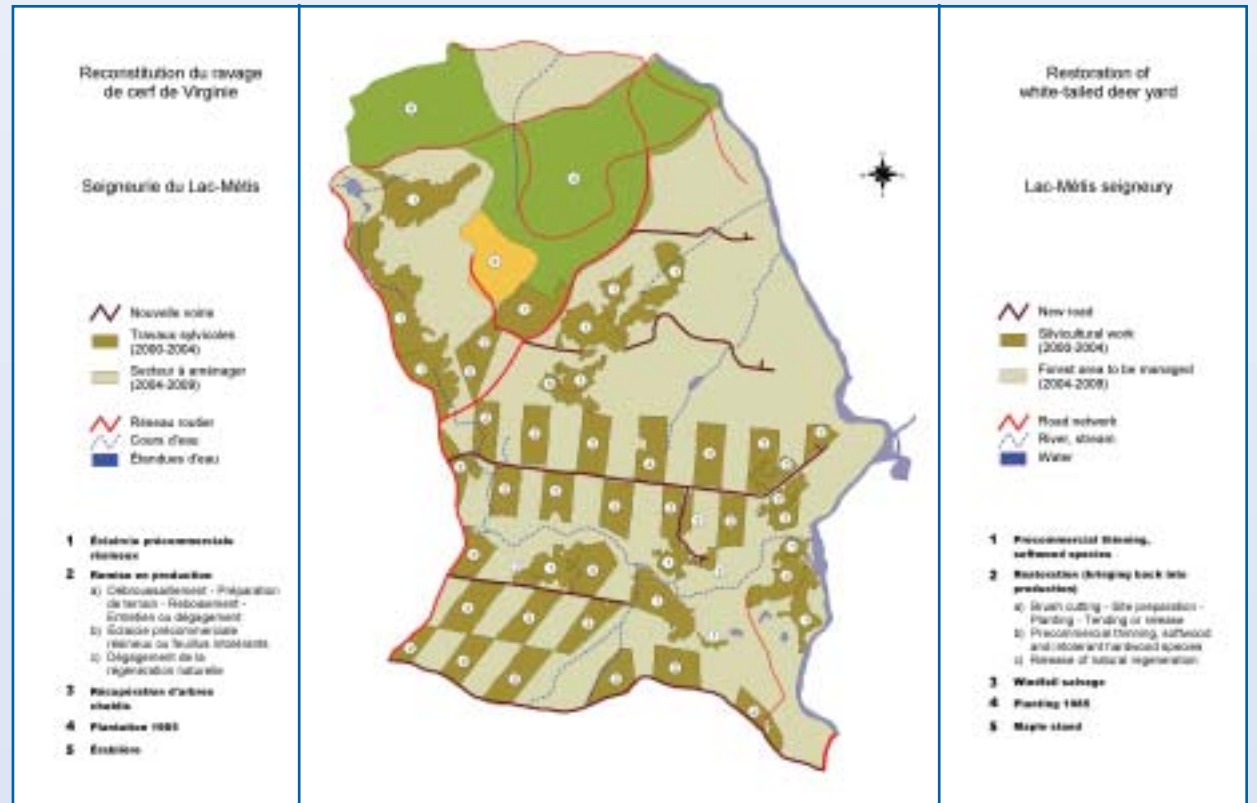 Reconstitution du ravage
de cerf de Virginie
Seigneurie du Lac-Métis
Nouvelle voirie
Travaux sylvicoles
(2000-2004)
Secteur à aménager
(2004-2009)
Réseau routier
Cours d'eau
Étendues d'eau
1 Éclaircie précommerciale
résineux
2 Remise en production
a) Débroussaillement - Préparation
de terrain - Reboisement -
Entretien ou dégagement
b) Éclaircie précommerciale
résineux ou feuillus intolérants
c) Dégagement de la
régénération naturelle
3 Récupération d'arbres
chablis
4 Plantation 1985
5 Érablière
Restoration of
white-tailed deer yard
Lac-Métis seigneury
New road
Silvicultural work
(2000-2004)
Forest area to be managed
(2004-2009)
Road network
River, stream
Water
1 Precommercial thinning,
softwood species
2 Restoration (bringing back into
production)
a) Brush cutting - Site preparation -
Planting - Tending or release
b) Precommercial thinning, softwood
and intolerant hardwood species
c) Release of natural regeneration
3 Windfall salvage
4 Planting 1985
5 Maple stand